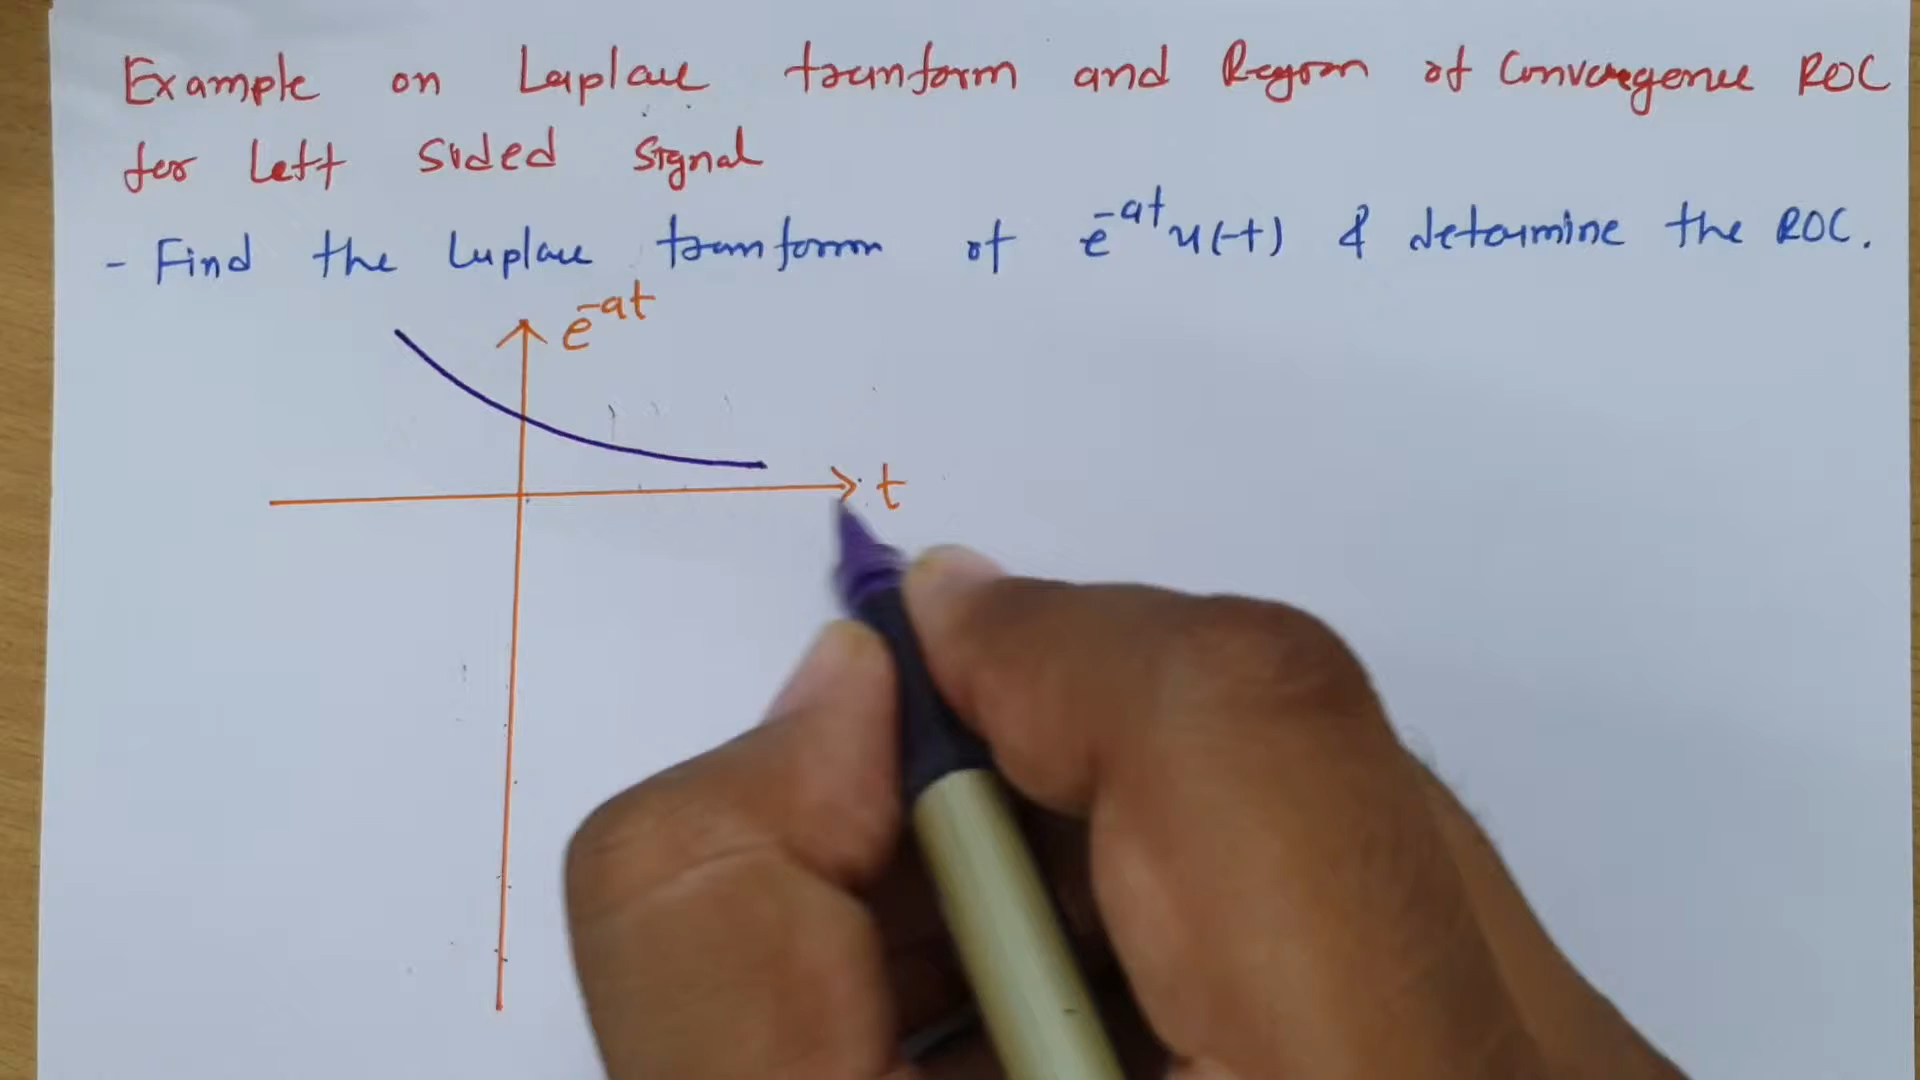 Example on Laplace transform and Region of Convergence ROC
for Left sided signal
- Find the Laplace transform of e^-at u(-t) & determine the ROC.
e^-at
t